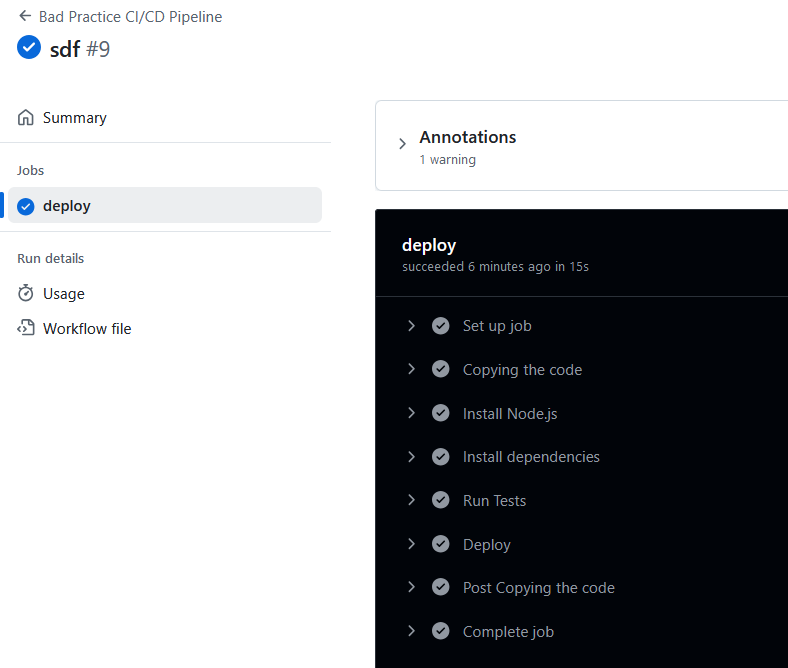 Bad Practice CI/CD Pipeline
sdf #9
Summary
Jobs
deploy
Run details
Usage
Workflow file
Annotations
1 warning
deploy
succeeded 6 minutes ago in 15s
Set up job
Copying the code
Install Node.js
Install dependencies
Run Tests
Deploy
Post Copying the code
Complete job